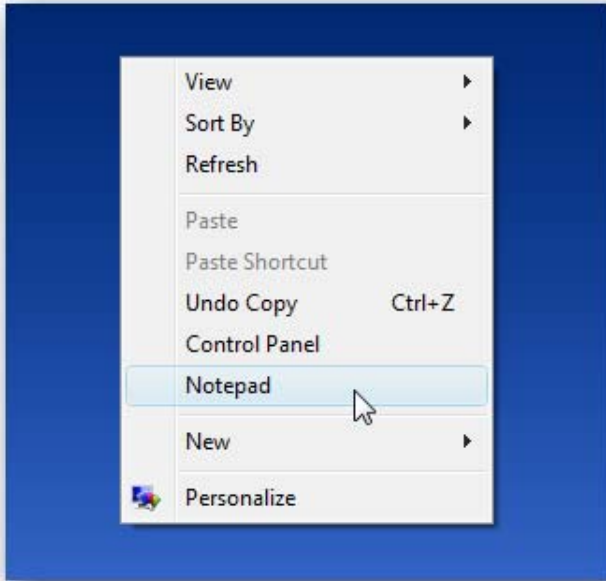 View
Sort By
Refresh
Paste
Paste Shortcut
Undo Copy Ctrl+Z
Control Panel
Notepad
New
Personalize